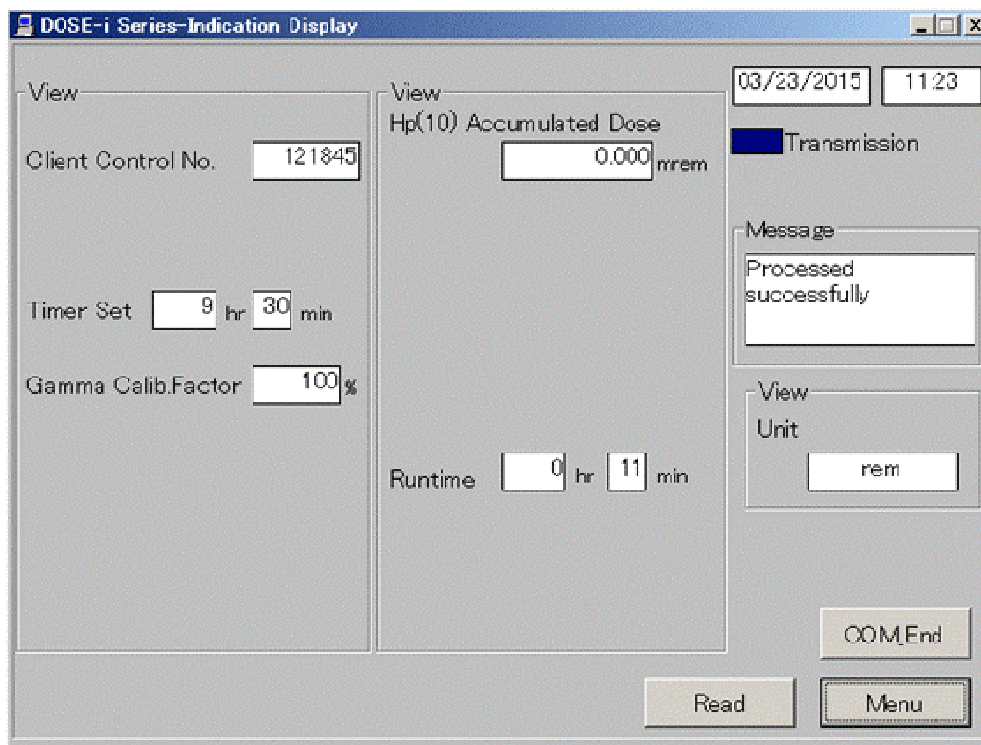 DOSE-i Series-Indication Display
View
Client Control No. 121845
Timer Set 9 hr 30 min
Gamma Calib.Factor 100 %
View
Hp(10) Accumulated Dose
0.000 mrem
Runtime 0 hr 11 min
03/23/2015 11:23
Transmission
Message
Processed
successfully
View
Unit
rem
COM_End
Read Menu